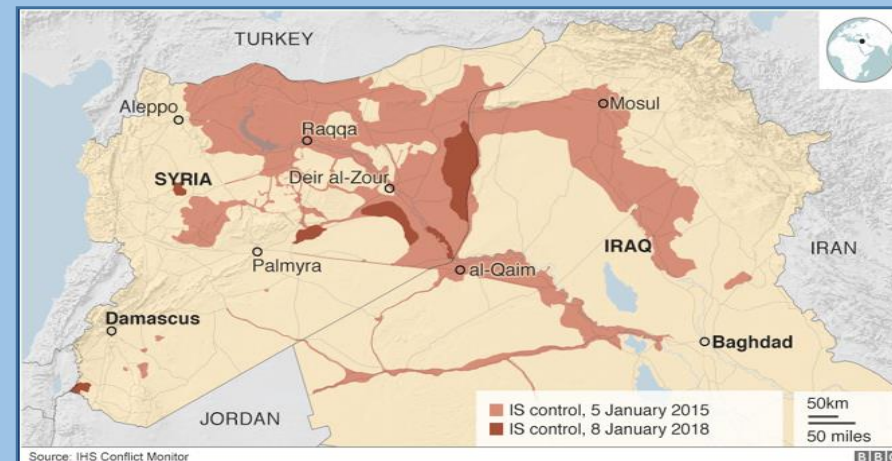 TURKEY
Aleppo
Mosul
Raqqa
SYRIA
Deir al-Zour
IRAQ
IRAN
Palmyra
al-Qaim
Damascus
Baghdad
JORDAN
IS control, 5 January 2015
IS control, 8 January 2018
50km
50 miles
Source: IHS Conflict Monitor
BBC